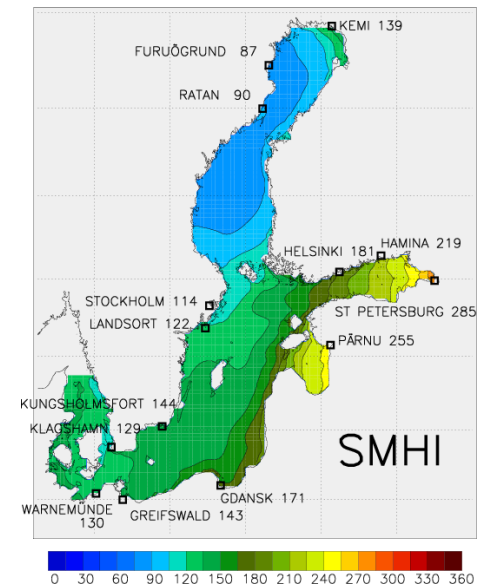 KEMI 139
FURUÖGRUND 87
RATAN 90
HELSINKI 181
HAMINA 219
STOCKHOLM 114
LANDSORT 122
ST PETERSBURG 285
PÄRNU 255
KUNGSHOLMSFORT 144
KLAGSHAMN 129
SMHI
GDANSK 171
WARNEMÜNDE
130
GREIFSWALD 143
0 30 60 90 120 150 180 210 240 270 300 330 360